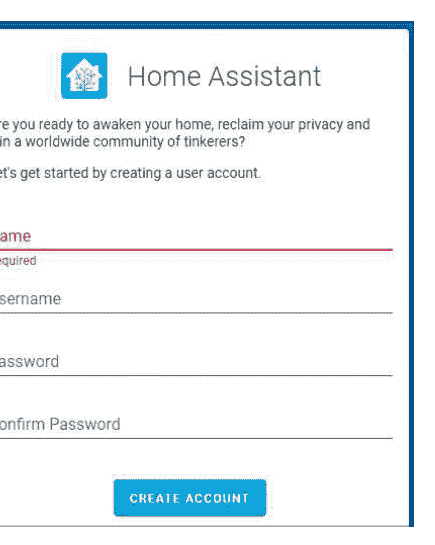 Home Assistant
re you ready to awaken your home, reclaim your privacy and
in a worldwide community of tinkerers?
et's get started by creating a user account.
ame
equired
sername
assword
onfirm Password
CREATE ACCOUNT